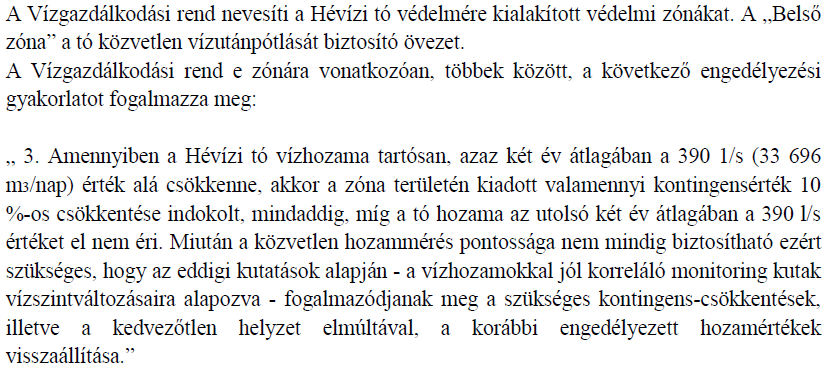 A Vízgazdálkodási rend nevesíti a Hévízi tó védelmére kialakított védelmi zónákat. A „Belső
zóna” a tó közvetlen vízutánpótlását biztosító övezet.
A Vízgazdálkodási rend e zónára vonatkozóan, többek között, a következő engedélyezési
gyakorlatot fogalmazza meg:
„ 3. Amennyiben a Hévízi tó vízhozama tartósan, azaz két év átlagában a 390 l/s (33 696
m3/nap) érték alá csökkenne, akkor a zóna területén kiadott valamennyi kontingensérték 10
%-os csökkentése indokolt, mindaddig, míg a tó hozama az utolsó két év átlagában a 390 l/s
értéket el nem éri. Miután a közvetlen hozammérés pontossága nem mindig biztosítható ezért
szükséges, hogy az eddigi kutatások alapján - a vízhozamokkal jól korreláló monitoring kutak
vízszintváltozásaira alapozva - fogalmazódjanak meg a szükséges kontingens-csökkentések,
illetve a kedvezőtlen helyzet elmúltával, a korábbi engedélyezett hozamértékek
visszaállítása.”